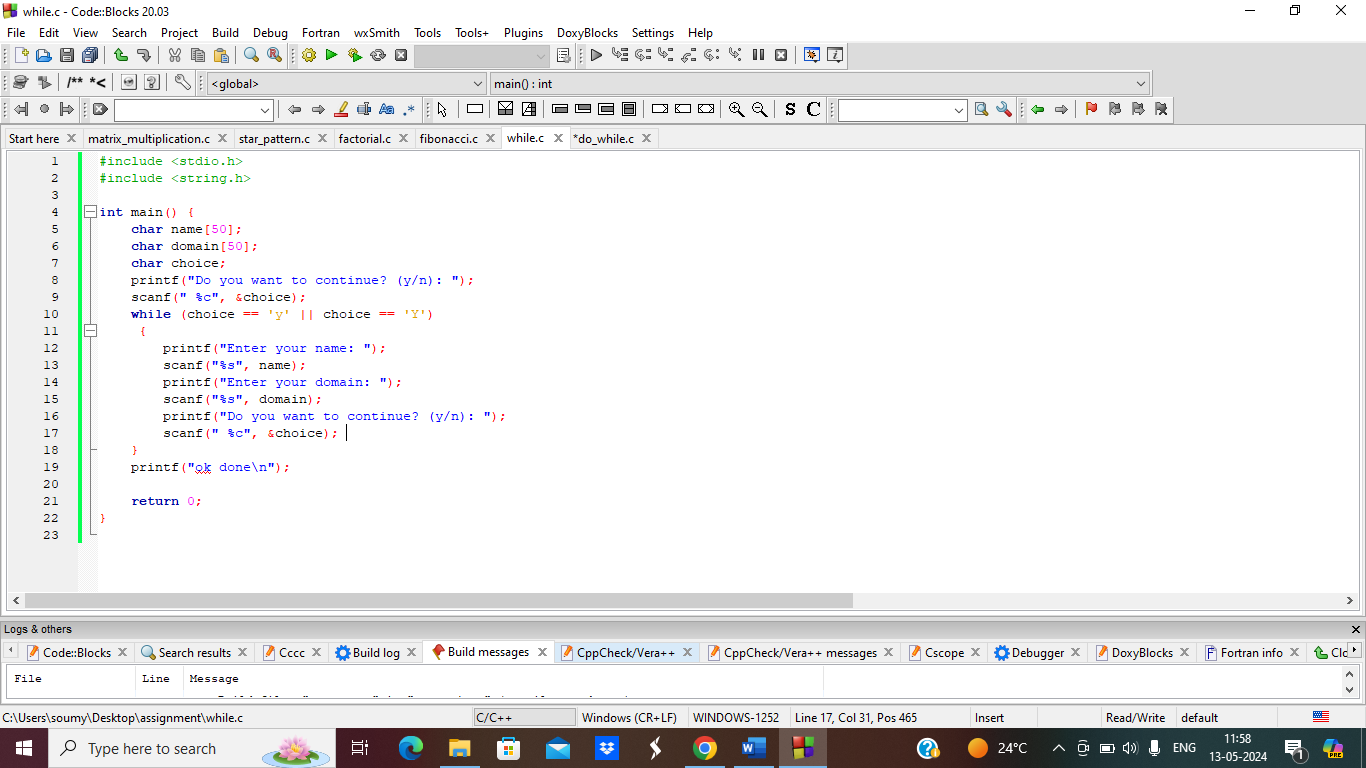 while.c - Code::Blocks 20.03
File Edit View Search Project Build Debug Fortran wxSmith Tools Tools+ Plugins DoxyBlocks Settings Help
/** *< <global> main() : int
Aa .* S C
Start here matrix_multiplication.c star_pattern.c factorial.c fibonacci.c while.c *do_while.c
1 #include <stdio.h>
2 #include <string.h>
3
4 int main() {
5 char name[50];
6 char domain[50];
7 char choice;
8 printf("Do you want to continue? (y/n): ");
9 scanf(" %c", &choice);
10 while (choice == 'y' || choice == 'Y')
11 {
12 printf("Enter your name: ");
13 scanf("%s", name);
14 printf("Enter your domain: ");
15 scanf("%s", domain);
16 printf("Do you want to continue? (y/n): ");
17 scanf(" %c", &choice);
18 }
19 printf("ok done\n");
20
21 return 0;
22 }
23
Logs & others
Code::Blocks Search results Cccc Build log Build messages CppCheck/Vera++ CppCheck/Vera++ messages Cscope Debugger DoxyBlocks Fortran info Clo
File Line Message
C:\Users\soumy\Desktop\assignment\while.c C/C++ Windows (CR+LF) WINDOWS-1252 Line 17, Col 31, Pos 465 Insert Read/Write default
Type here to search 24°C ENG 11:58 1 PRE
13-05-2024